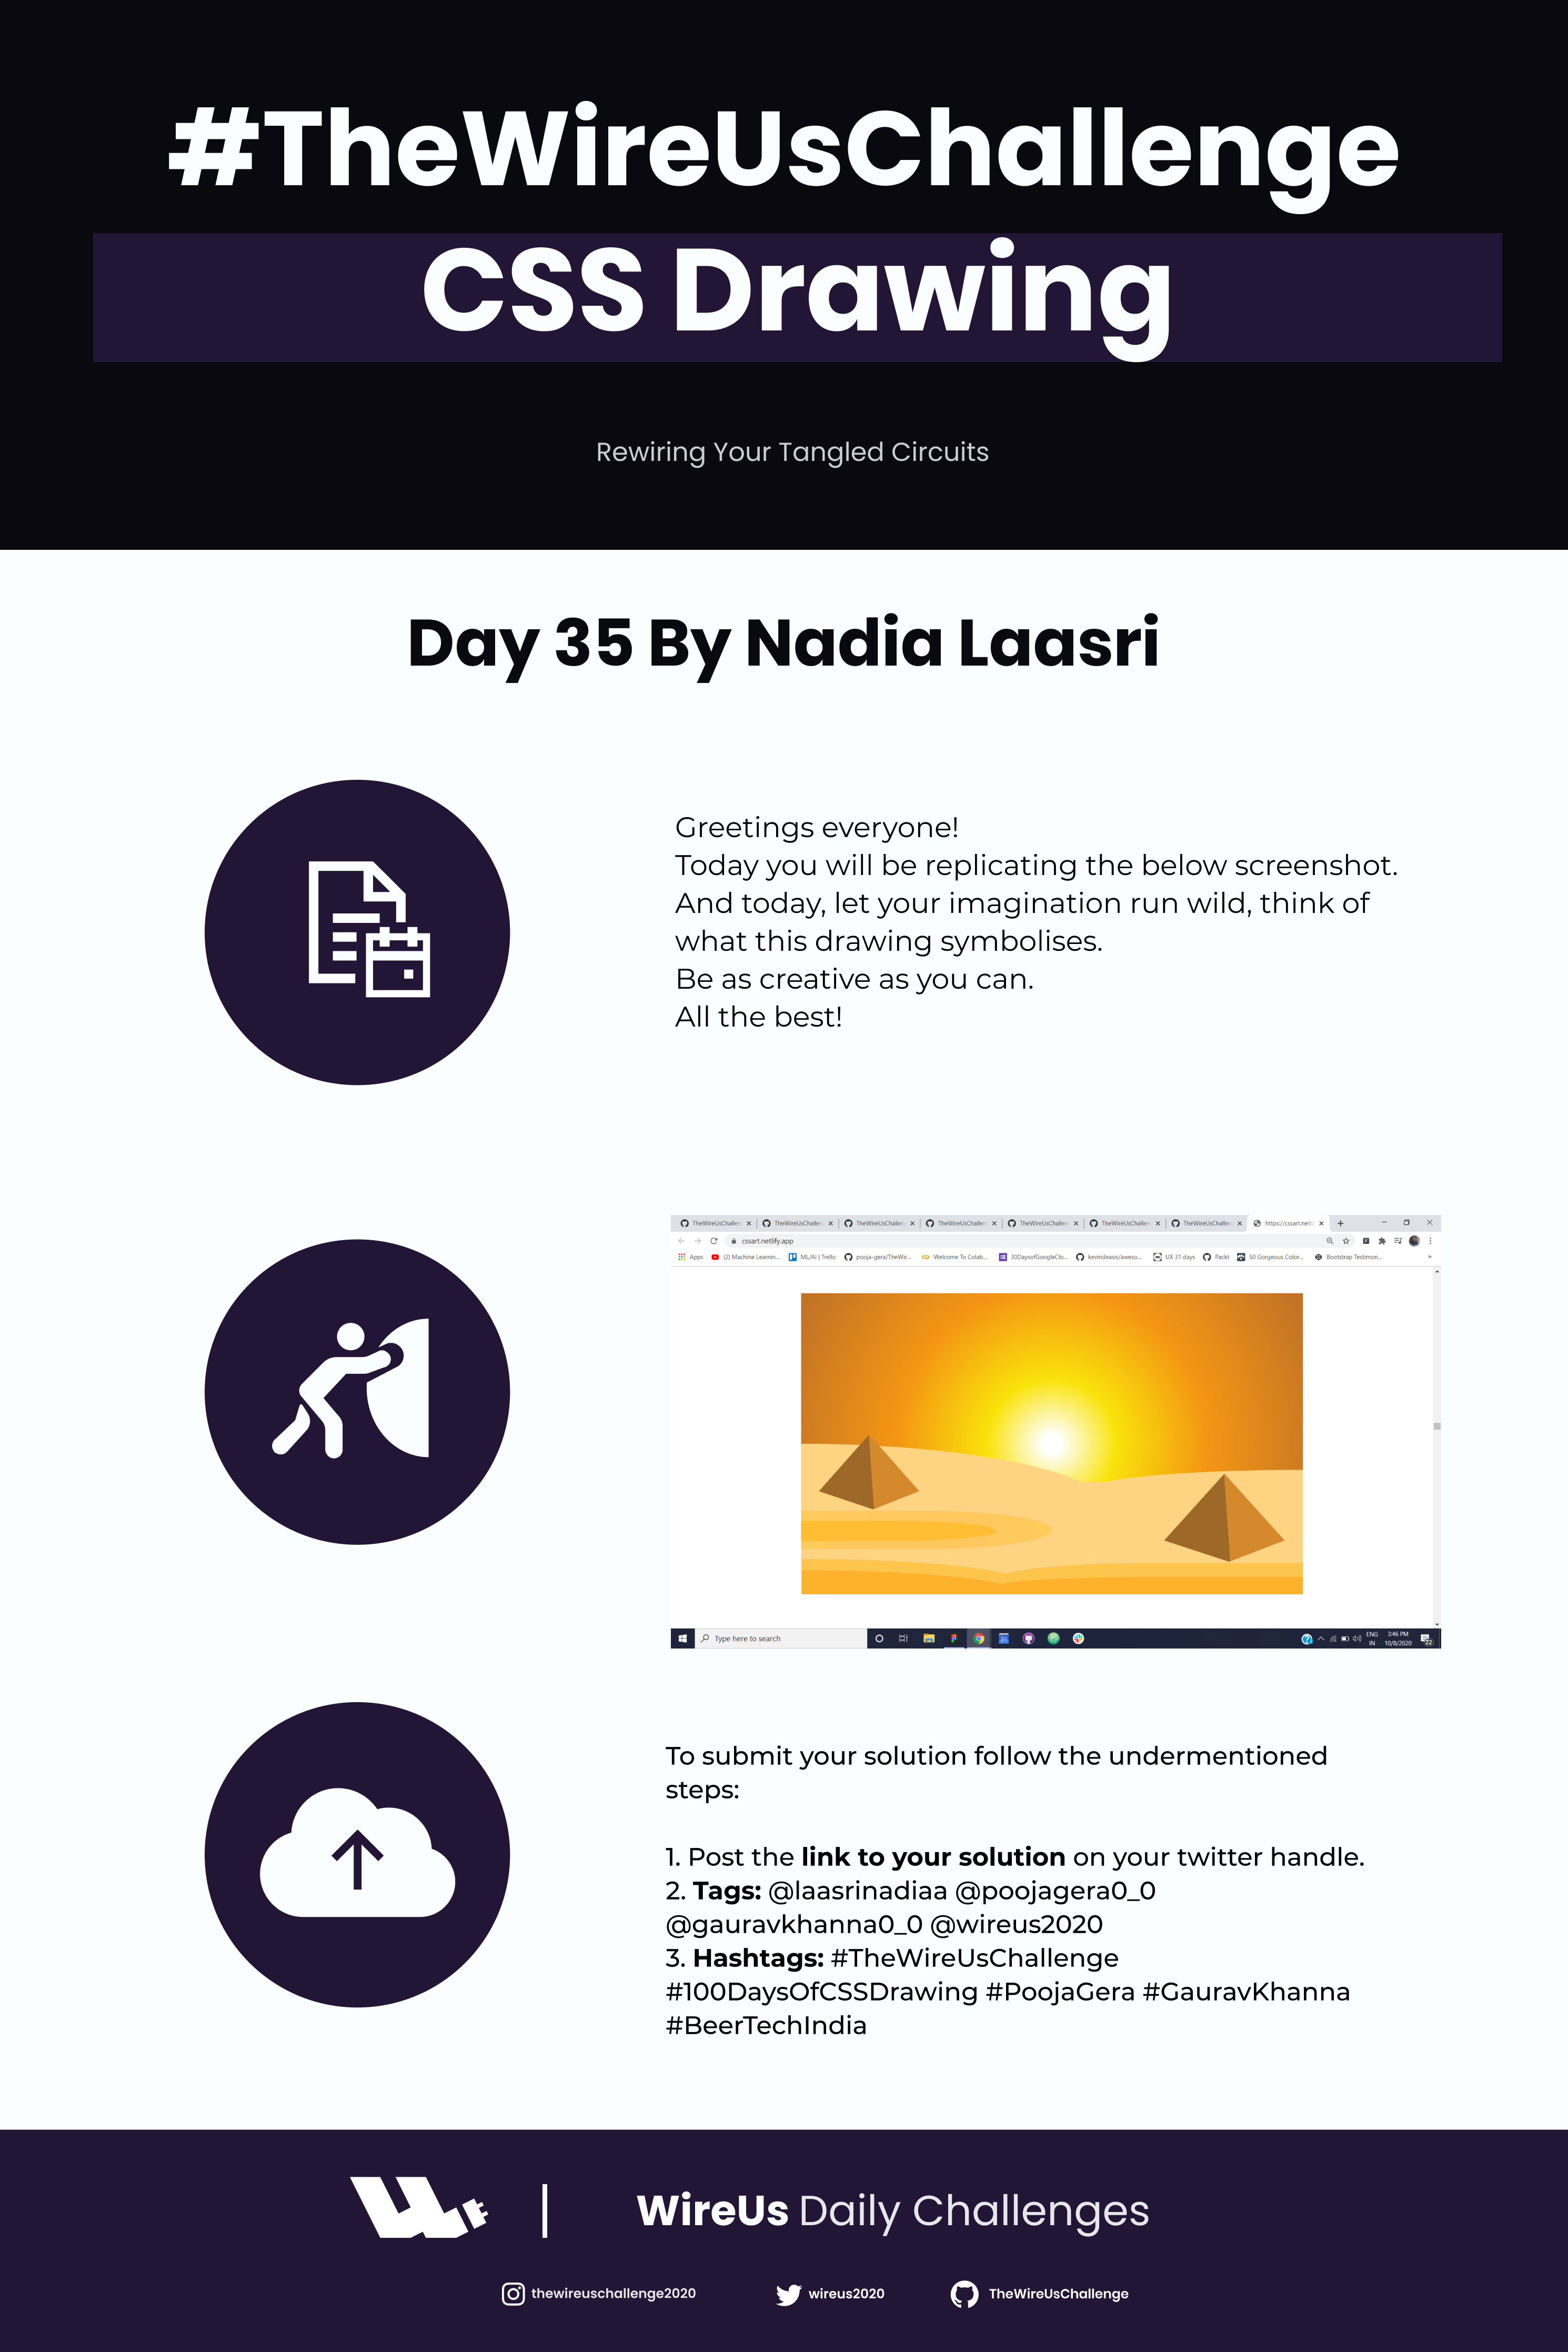 #TheWireUsChallenge
CSS Drawing
Rewiring Your Tangled Circuits
Day 35 By Nadia Laasri
Greetings everyone!
Today you will be replicating the below screenshot.
And today, let your imagination run wild, think of
what this drawing symbolises.
Be as creative as you can.
All the best!
TheWireUsChallen TheWireUsChallen TheWireUsChallen TheWireUsChallen TheWireUsChallen TheWireUsChallen TheWireUsChallen https://cssart.netli
cssart.netlify.app
Apps (2) Machine Learnin... ML/AI | Trello pooja-gera/TheWir... Welcome To Colab... 30DaysofGoogleClo... kevindeasis/aweso... UX 31 days Packt 50 Gorgeous Color... Bootstrap Testimon... »
Type here to search
ENG 3:46 PM
IN 10/8/2020 22
To submit your solution follow the undermentioned
steps:
1. Post the link to your solution on your twitter handle.
2. Tags: @laasrinadiaa @poojagera0_0
@gauravkhanna0_0 @wireus2020
3. Hashtags: #TheWireUsChallenge
#100DaysOfCSSDrawing #PoojaGera #GauravKhanna
#BeerTechIndia
WireUs Daily Challenges
thewireuschallenge2020 wireus2020 TheWireUsChallenge